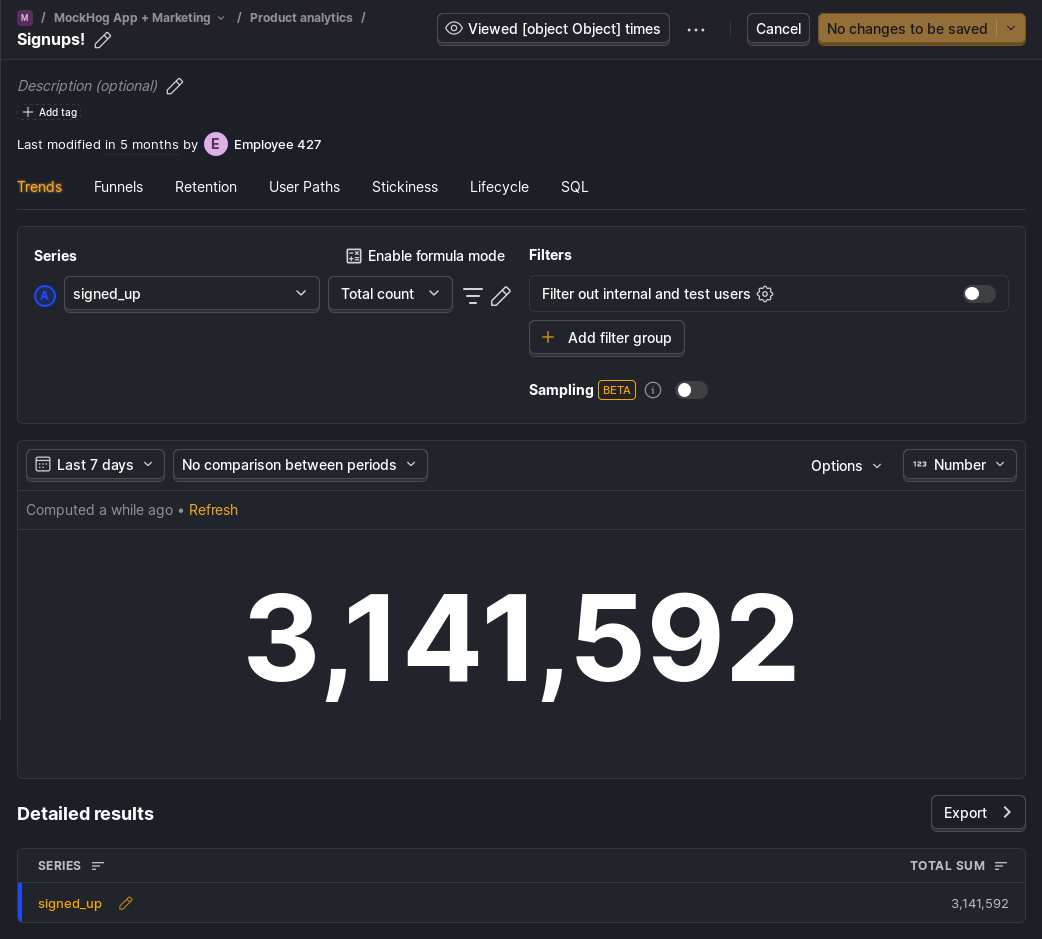 M / MockHog App + Marketing / Product analytics /
Signups!
Viewed [object Object] times
Cancel
No changes to be saved
Description (optional)
Add tag
Last modified in 5 months by E Employee 427
Trends Funnels Retention User Paths Stickiness Lifecycle SQL
Series
Enable formula mode
A signed_up Total count
Filters
Filter out internal and test users
Add filter group
Sampling BETA
Last 7 days No comparison between periods Options 123 Number
Computed a while ago • Refresh
3,141,592
Detailed results Export
SERIES TOTAL SUM
signed_up 3,141,592